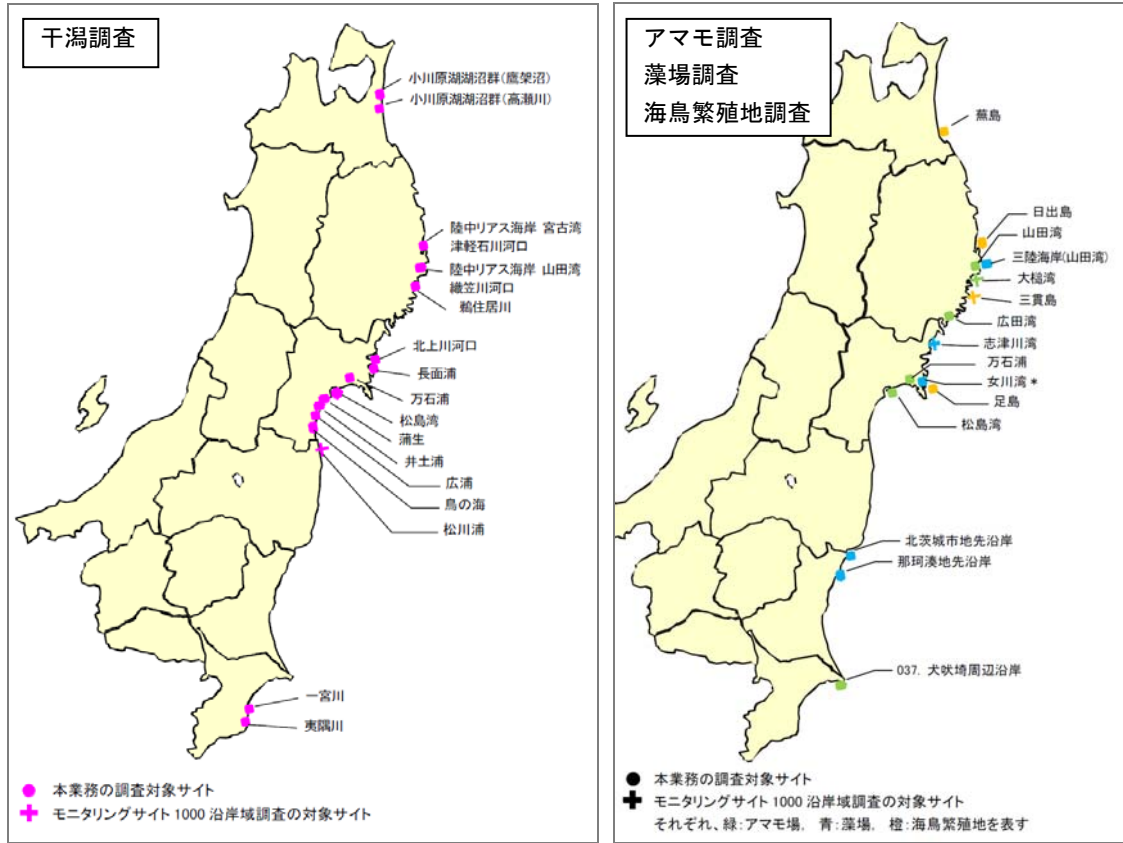 干潟調査
小川原湖湖沼群(鷹架沼)
小川原湖湖沼群(高瀬川)
陸中リアス海岸 宮古湾
津軽石川河口
陸中リアス海岸 山田湾
織笠川河口
鵜住居川
北上川河口
長面浦
万石浦
松島湾
蒲生
井土浦
広浦
鳥の海
松川浦
一宮川
夷隅川
本業務の調査対象サイト
モニタリングサイト1000 沿岸域調査の対象サイト
アマモ調査
藻場調査
海鳥繁殖地調査
蕪島
日出島
山田湾
三陸海岸(山田湾)
大槌湾
三貫島
広田湾
志津川湾
万石浦
女川湾*
足島
松島湾
北茨城市地先沿岸
那珂湊地先沿岸
037. 犬吠埼周辺沿岸
本業務の調査対象サイト
モニタリングサイト1000 沿岸域調査の対象サイト
それぞれ、緑:アマモ場, 青:藻場, 橙:海鳥繁殖地を表す